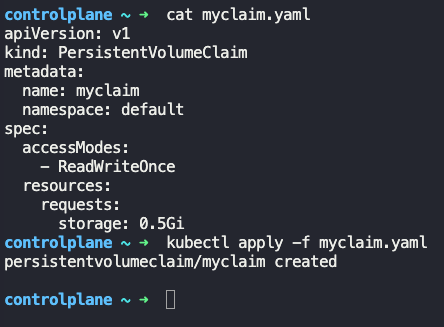 controlplane ~ ➜  cat myclaim.yaml
apiVersion: v1
kind: PersistentVolumeClaim
metadata:
  name: myclaim
  namespace: default
spec:
  accessModes:
    - ReadWriteOnce
  resources:
    requests:
      storage: 0.5Gi
controlplane ~ ➜  kubectl apply -f myclaim.yaml
persistentvolumeclaim/myclaim created
controlplane ~ ➜